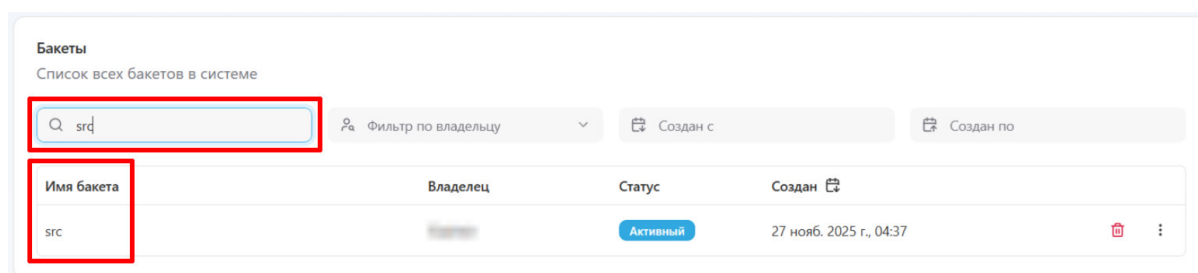 Бакеты
Список всех бакетов в системе
src Фильтр по владельцу Создан с Создан по
Имя бакета Владелец Статус Создан
src Активный 27 нояб. 2025 г., 04:37